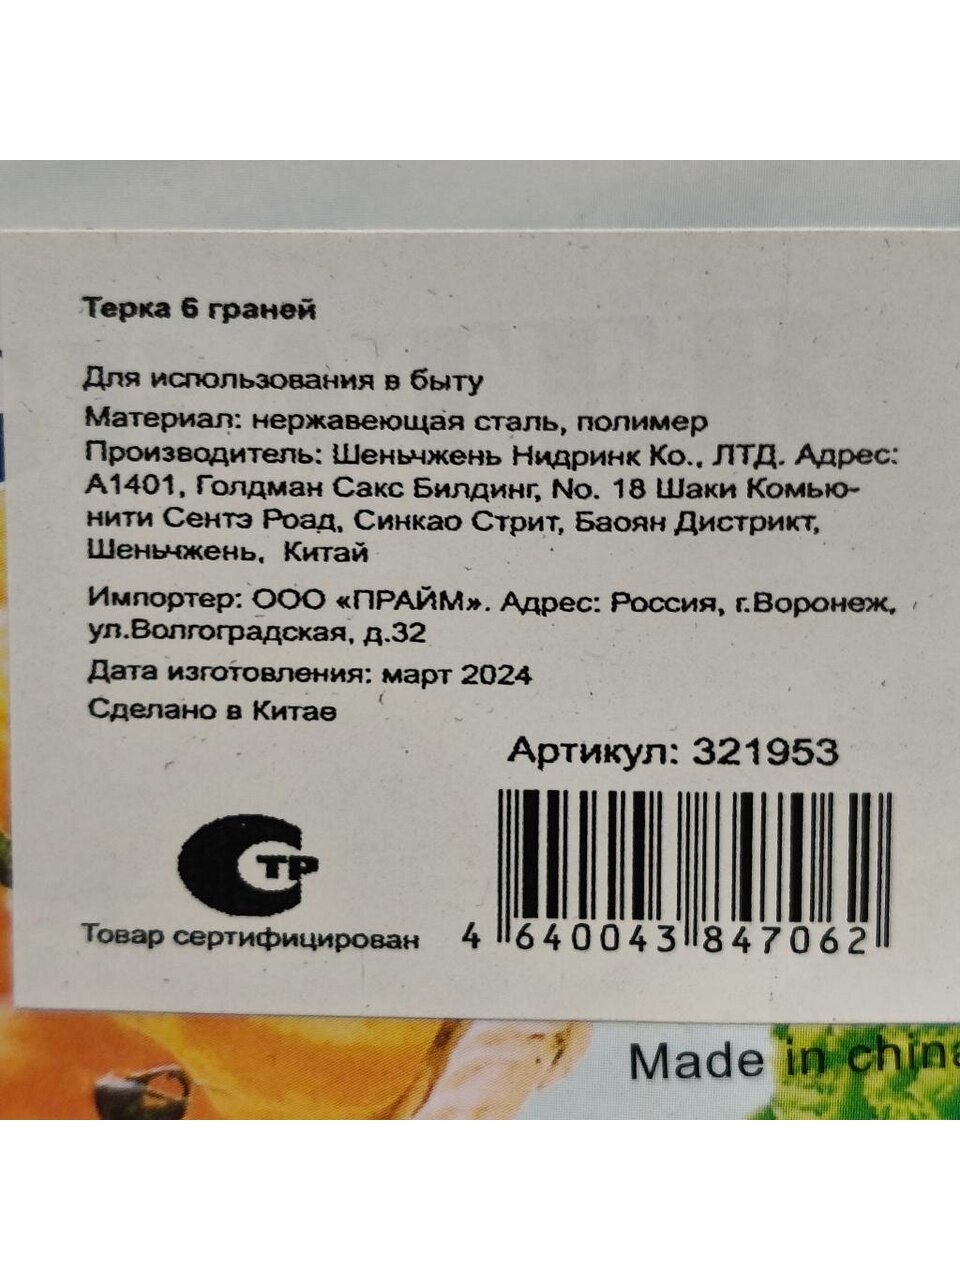 Терка 6 граней
Для использования в быту
Материал: нержавеющая сталь, полимер
Производитель: Шеньчжень Нидринк Ко., ЛТД. Адрес:
А1401, Голдман Сакс Билдинг, No. 18 Шаки Комью-
нити Сентэ Роад, Синкао Стрит, Баоян Дистрикт,
Шеньчжень, Китай
Импортер: ООО «ПРАЙМ». Адрес: Россия, г.Воронеж,
ул.Волгоградская, д.32
Дата изготовления: март 2024
Сделано в Китае
Артикул: 321953
СТР
Товар сертифицирован
4 640043 847062
Made in china